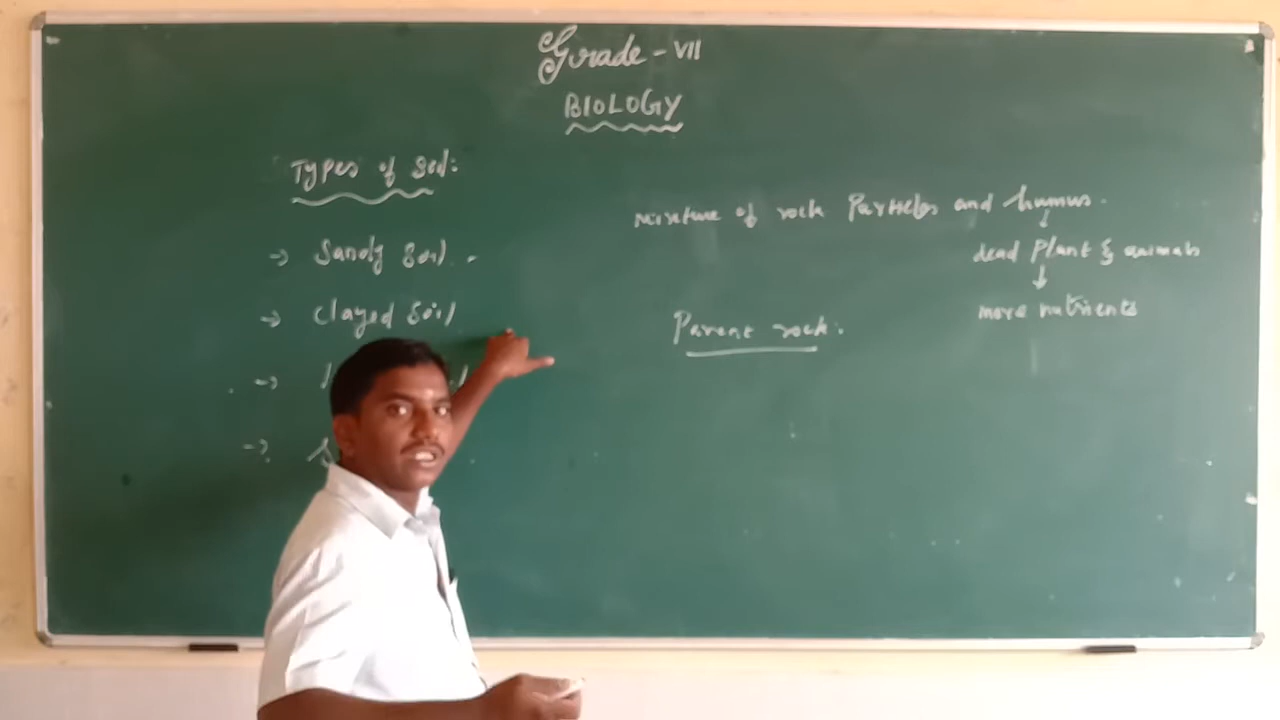 Grade - VII
BIOLOGY
Types of Soil:
→ Sandy Soil.
→ Clayed Soil
→
→
mixture of rock Particles and humus.
↓
dead Plant & animals
↓
more nutrients
Parent rock: